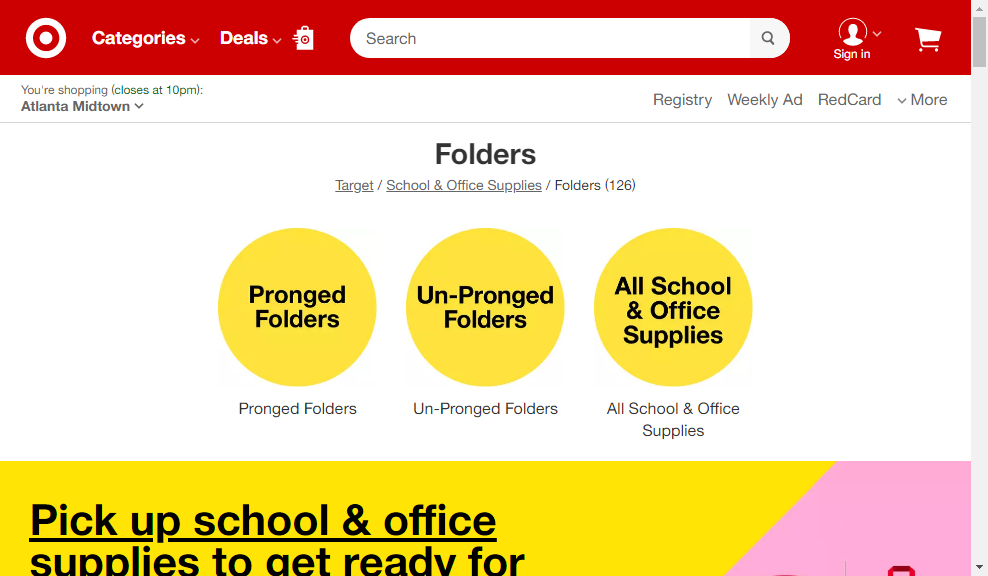 Categories
Deals
Search
Sign in
You're shopping (closes at 10pm):
Atlanta Midtown
Registry
Weekly Ad
RedCard
More
Folders
Target / School & Office Supplies / Folders (126)
Pronged
Folders
Un-Pronged
Folders
All School
& Office
Supplies
Pronged Folders
Un-Pronged Folders
All School & Office
Supplies
Pick up school & office
supplies to get ready for